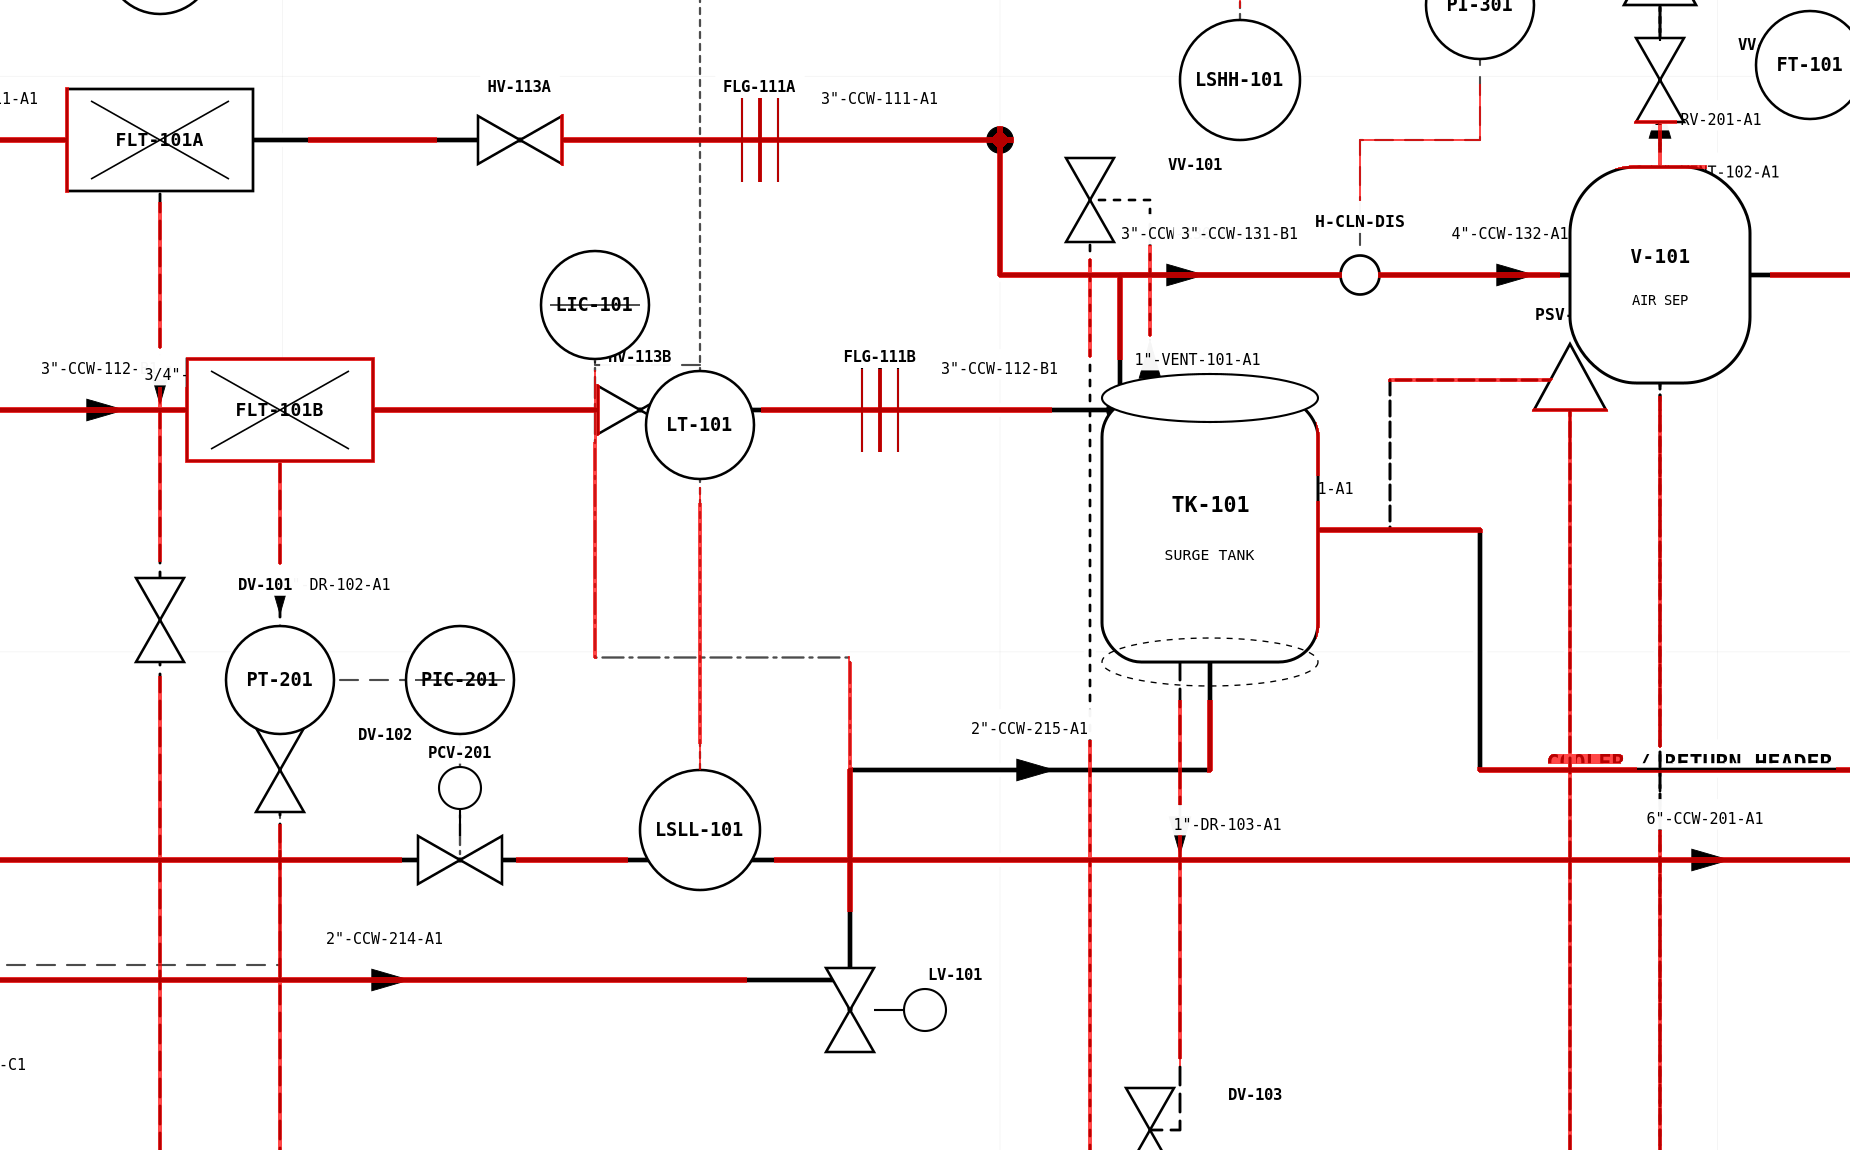 PI-301
VV
FT-101
LSHH-101
HV-113A
FLG-111A
3"-CCW-111-A1
11-A1
RV-201-A1
FLT-101A
VV-101
T-102-A1
H-CLN-DIS
3"-CCW
3"-CCW-131-B1
4"-CCW-132-A1
V-101
AIR SEP
LIC-101
PSV-
HV-113B
FLG-111B
3"-CCW-112-B1
1"-VENT-101-A1
3"-CCW-112-
3/4"-
FLT-101B
LT-101
1-A1
TK-101
SURGE TANK
DV-101
DR-102-A1
PT-201
PIC-201
DV-102
PCV-201
2"-CCW-215-A1
COOLER / RETURN HEADER
LSLL-101
1"-DR-103-A1
6"-CCW-201-A1
2"-CCW-214-A1
LV-101
-C1
DV-103